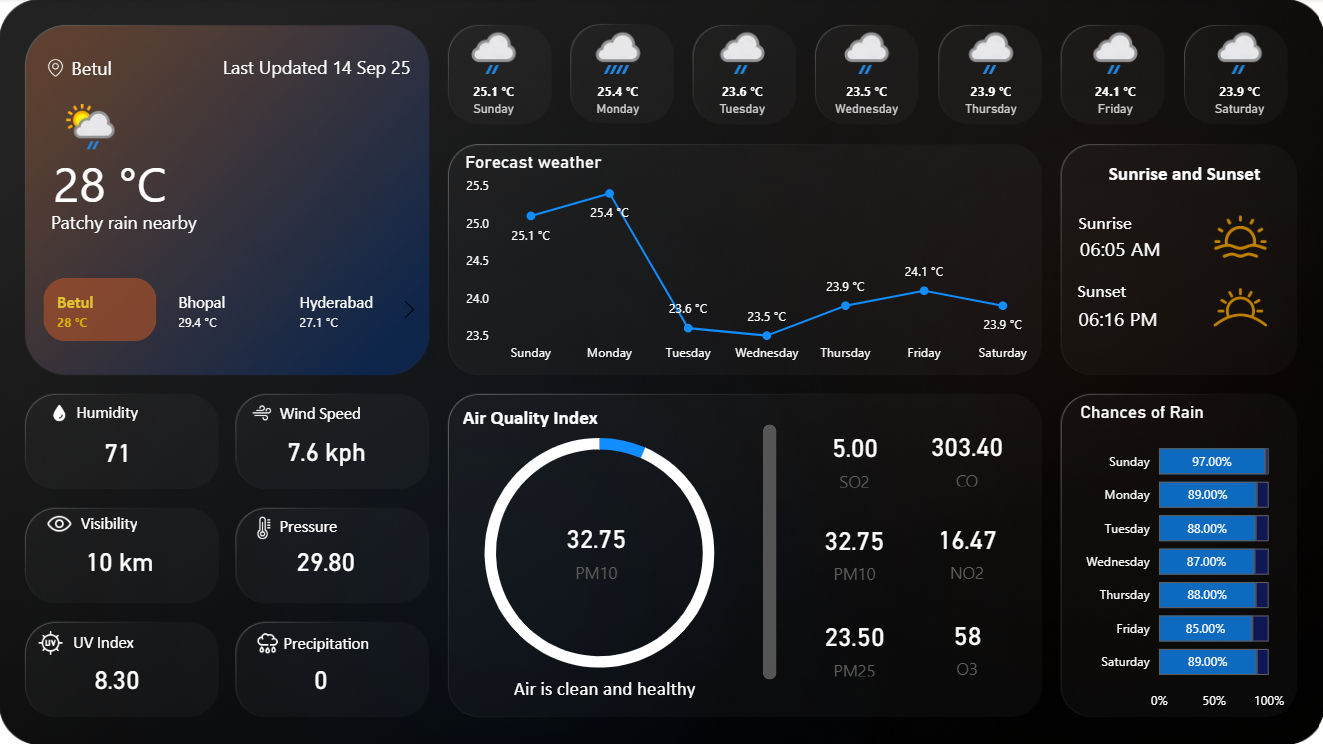 Betul
Last Updated 14 Sep 25
28 °C
Patchy rain nearby
Betul
28 °C
Bhopal
29.4 °C
Hyderabad
27.1 °C
25.1 °C
Sunday
25.4 °C
Monday
23.6 °C
Tuesday
23.5 °C
Wednesday
23.9 °C
Thursday
24.1 °C
Friday
23.9 °C
Saturday
Forecast weather
25.5
25.0
24.5
24.0
23.5
25.1 °C
25.4 °C
23.6 °C
23.5 °C
23.9 °C
24.1 °C
23.9 °C
Sunday
Monday
Tuesday
Wednesday
Thursday
Friday
Saturday
Sunrise and Sunset
Sunrise
06:05 AM
Sunset
06:16 PM
Humidity
71
Wind Speed
7.6 kph
Visibility
10 km
Pressure
29.80
UV
UV Index
8.30
Precipitation
0
Air Quality Index
32.75
PM10
Air is clean and healthy
5.00
SO2
303.40
CO
32.75
PM10
16.47
NO2
23.50
PM25
58
O3
Chances of Rain
Sunday 97.00%
Monday 89.00%
Tuesday 88.00%
Wednesday 87.00%
Thursday 88.00%
Friday 85.00%
Saturday 89.00%
0% 50% 100%